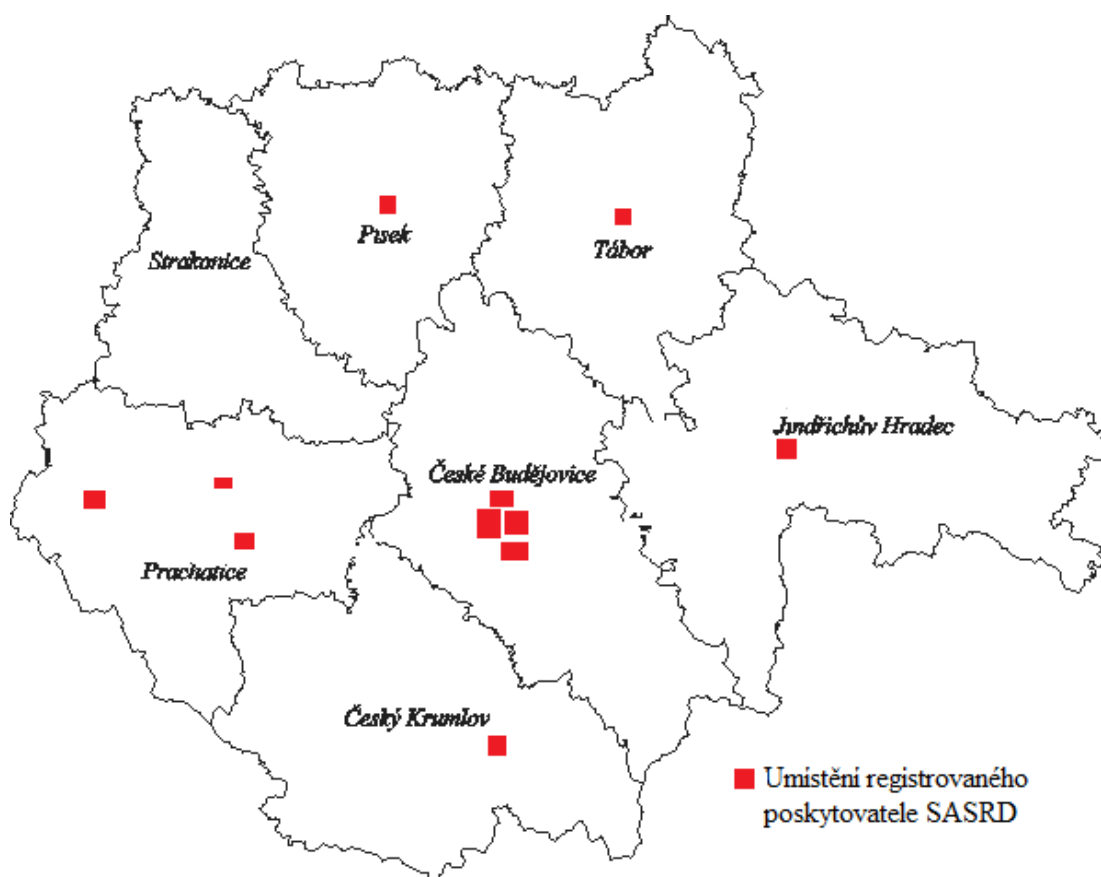 Písek
Tábor
Strakonice
Jindřichův Hradec
České Budějovice
Prachatice
Český Krumlov
Umístění registrovaného
poskytovatele SASRD